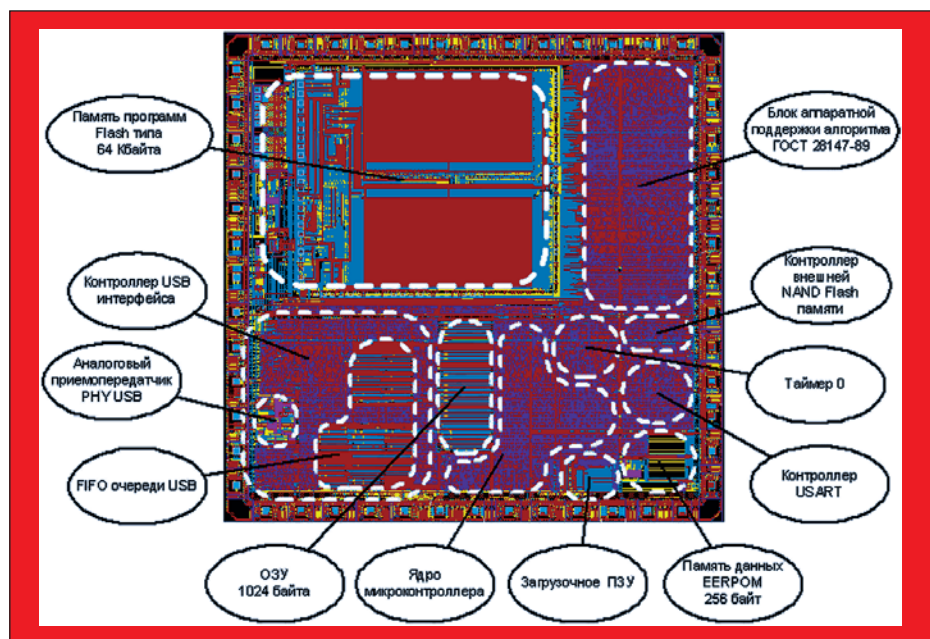 Память программ
Flash типа
64 Кбайта
Блок аппаратной
поддержки алгоритма
ГОСТ 28147-89
Контроллер USB
интерфейса
Контроллер
внешней
NAND Flash
памяти
Аналоговый
приемопередатчик
PHY USB
Таймер 0
FIFO очереди USB
Контроллер
USART
ОЗУ
1024 байта
Ядро
микроконтроллера
Загрузочное ПЗУ
Память данных
EERPOM
256 байт